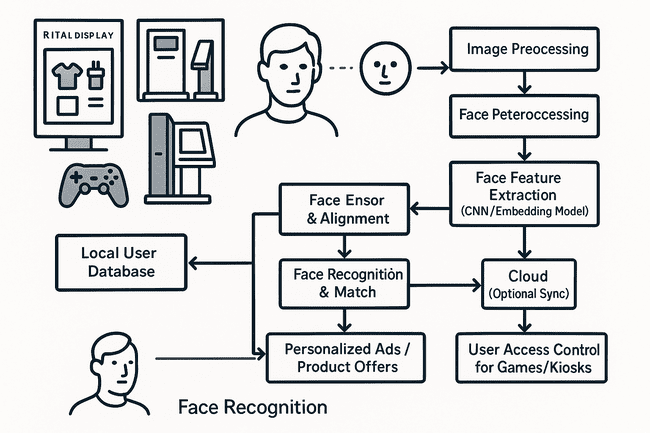 RITAL DISPLAY
Image Preocessing
Face Peteroccessing
Face Feature
Extraction
(CNN/Embedding Model)
Face Ensor
& Alignment
Local User
Database
Face Recognition
& Match
Cloud
(Optional Sync)
Personalized Ads /
Product Offers
User Access Control
for Games/Kiosks
Face Recognition